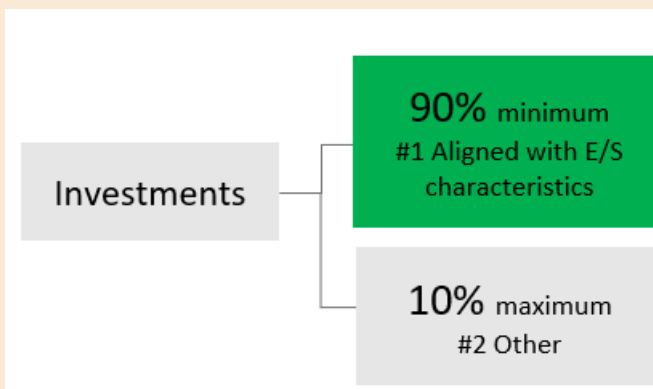 90% minimum
#1 Aligned with E/S
characteristics
Investments
10% maximum
#2 Other